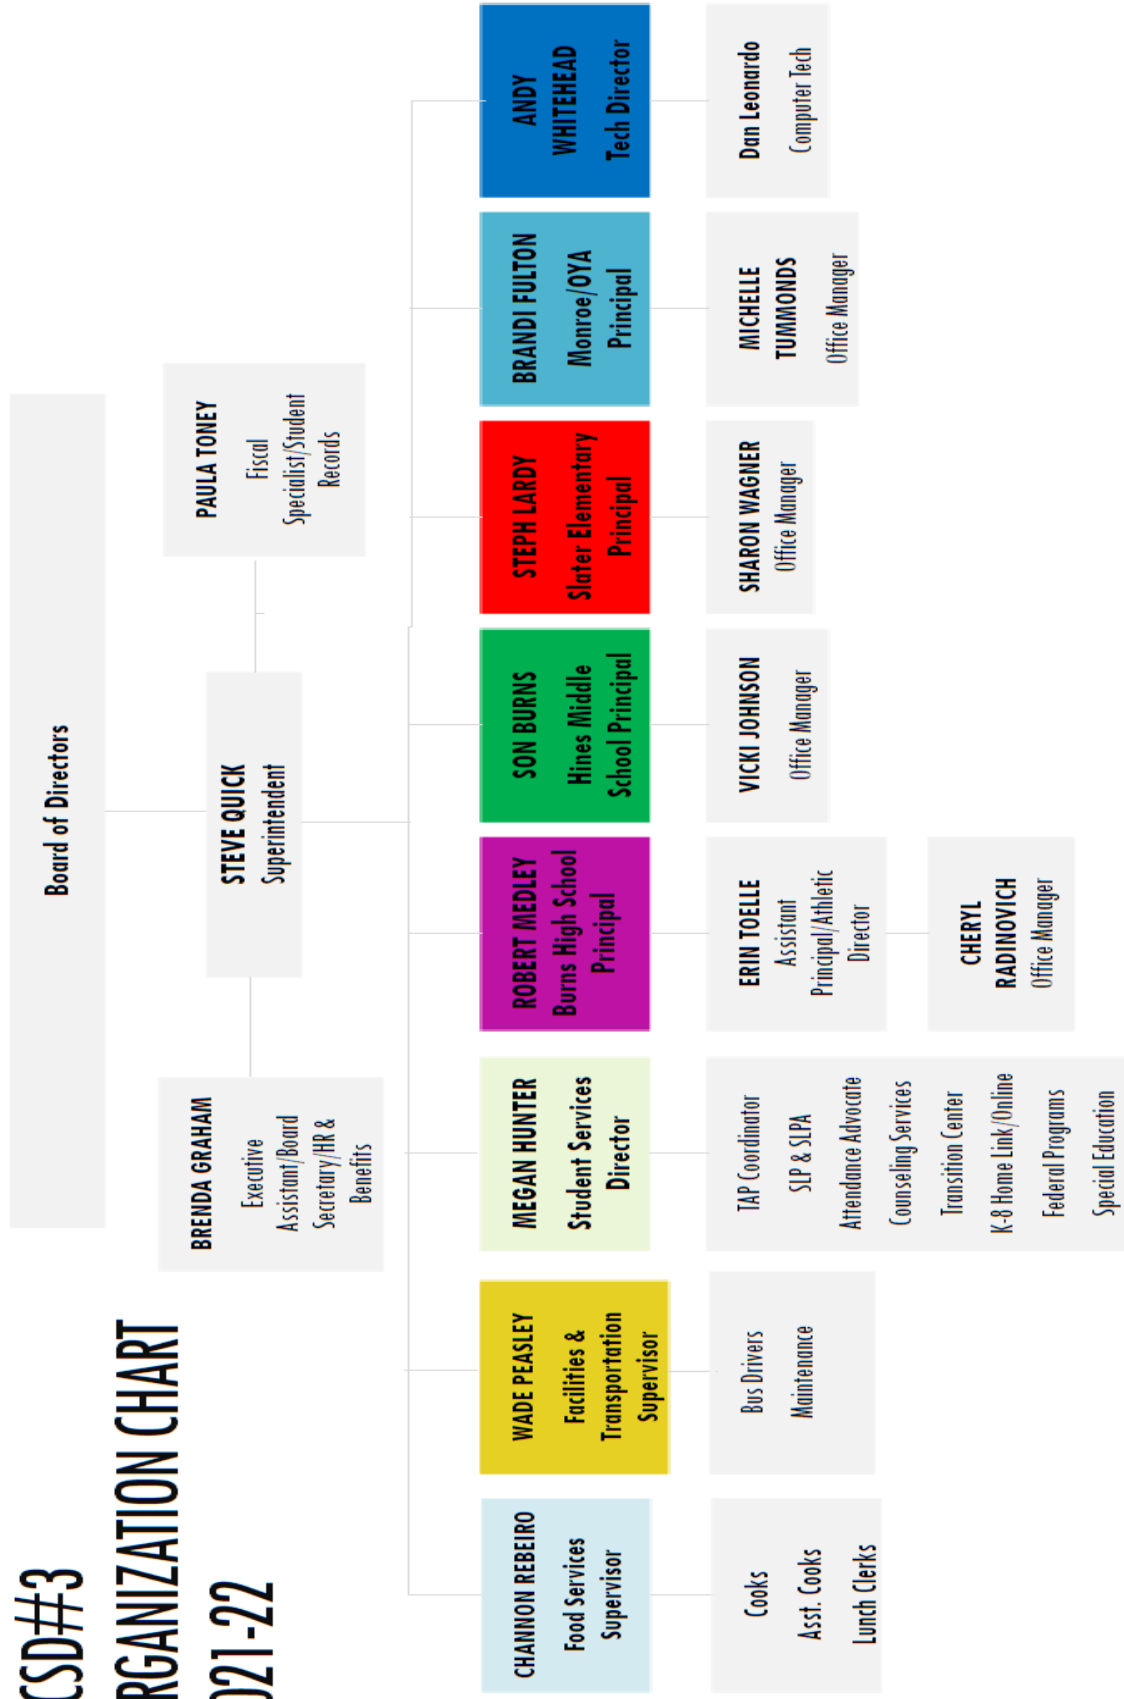 CSD#3
RGANIZATION CHART
021-22
Board of Directors
BRENDA GRAHAM
Executive
Assistant/Board
Secretary/HR &
Benefits
STEVE QUICK
Superintendent
PAULA TONEY
Fiscal
Specialist/Student
Records
CHANNON REBEIRO
Food Services
Supervisor
WADE PEASLEY
Facilities &
Transportation
Supervisor
MEGAN HUNTER
Student Services
Director
ROBERT MEDLEY
Burns High School
Principal
SON BURNS
Hines Middle
School Principal
STEPH LARDY
Slater Elementary
Principal
BRANDI FULTON
Monroe/OYA
Principal
ANDY
WHITEHEAD
Tech Director
Cooks
Asst. Cooks
Lunch Clerks
Bus Drivers
Maintenance
TAP Coordinator
SLP & SLPA
Attendance Advocate
Counseling Services
Transition Center
K-8 Home Link/Online
Federal Programs
Special Education
ERIN TOELLE
Assistant
Principal/Athletic
Director
CHERYL
RADINOVICH
Office Manager
VICKI JOHNSON
Office Manager
SHARON WAGNER
Office Manager
MICHELLE
TUMMONDS
Office Manager
Dan Leonardo
Computer Tech